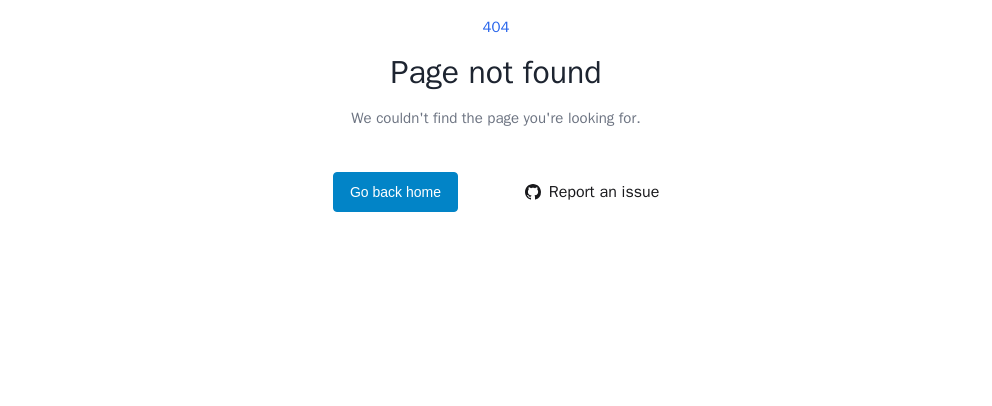 404
Page not found
We couldn't find the page you're looking for.
Go back home
Report an issue